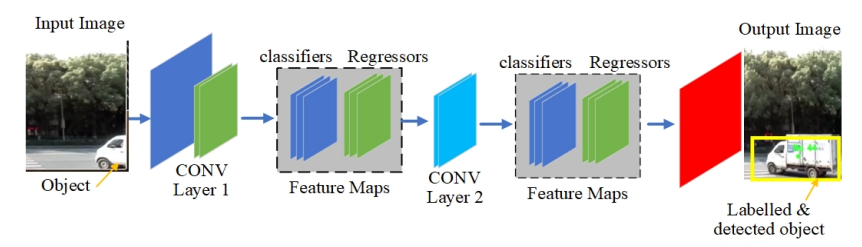 Input Image
Object
CONV
Layer 1
classifiers Regressors
Feature Maps
CONV
Layer 2
classifiers Regressors
Feature Maps
Output Image
Labelled &
detected object